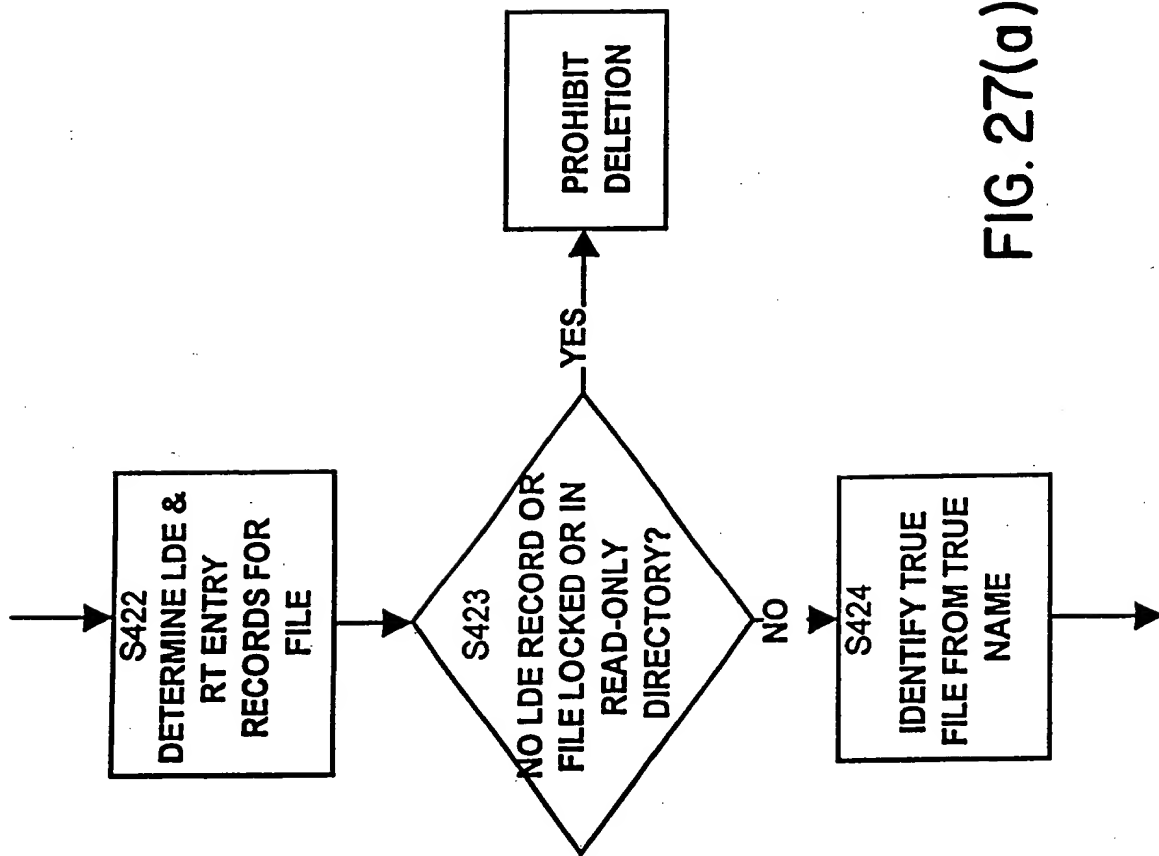 S422
DETERMINE LDE &
RT ENTRY
RECORDS FOR
FILE
S423
NO LDE RECORD OR
FILE LOCKED OR IN
READ-ONLY
DIRECTORY?
YES
PROHIBIT
DELETION
NO
S424
IDENTIFY TRUE
FILE FROM TRUE
NAME
FIG. 27(a)